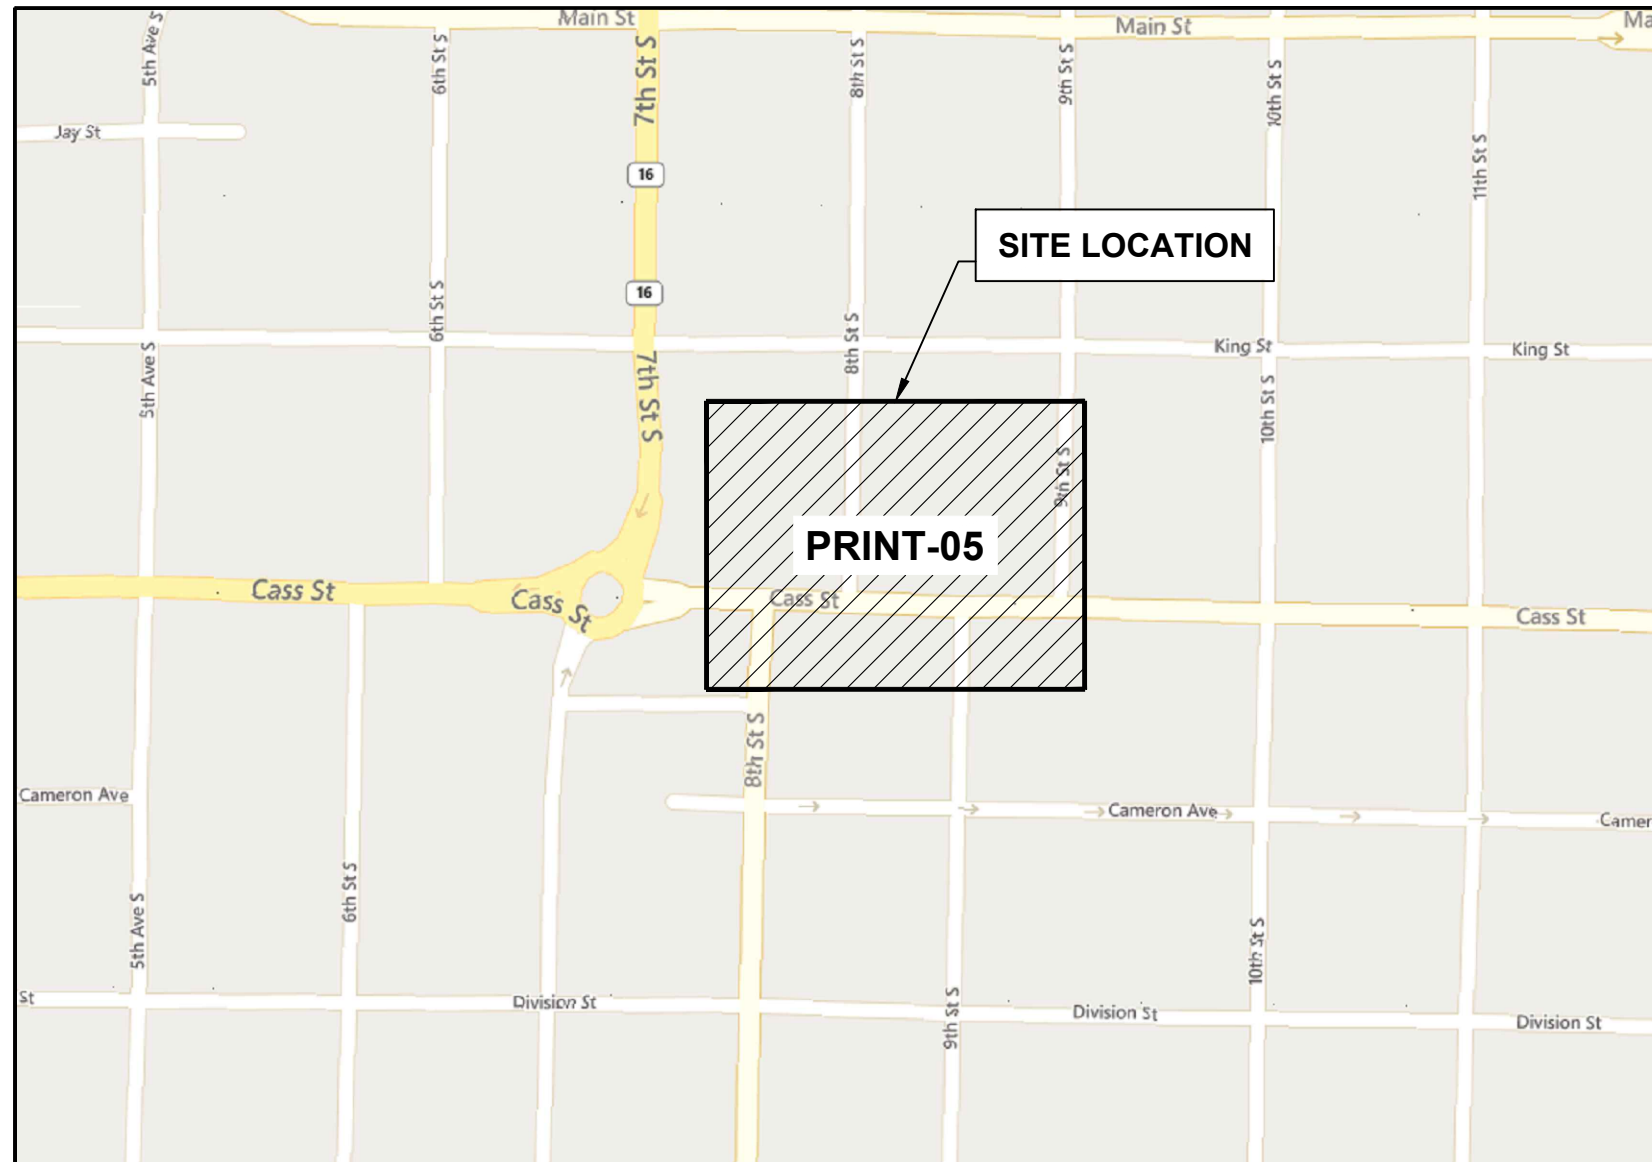 Main St
Main St
Ma
5th Ave S
6th St S
7th St S
8th St S
9th St S
10th St S
11th St S
Jay St
16
SITE LOCATION
16
6th St S
5th Ave S
7th St S
8th St S
King St
King St
10th St S
9th St S
PRINT-05
Cass St
Cass St
Cass St
Cass St
8th St S
Cameron Ave
Cameron Ave
Camer
5th Ave S
6th St S
10th St S
St
Division St
9th St S
Division St
Division St